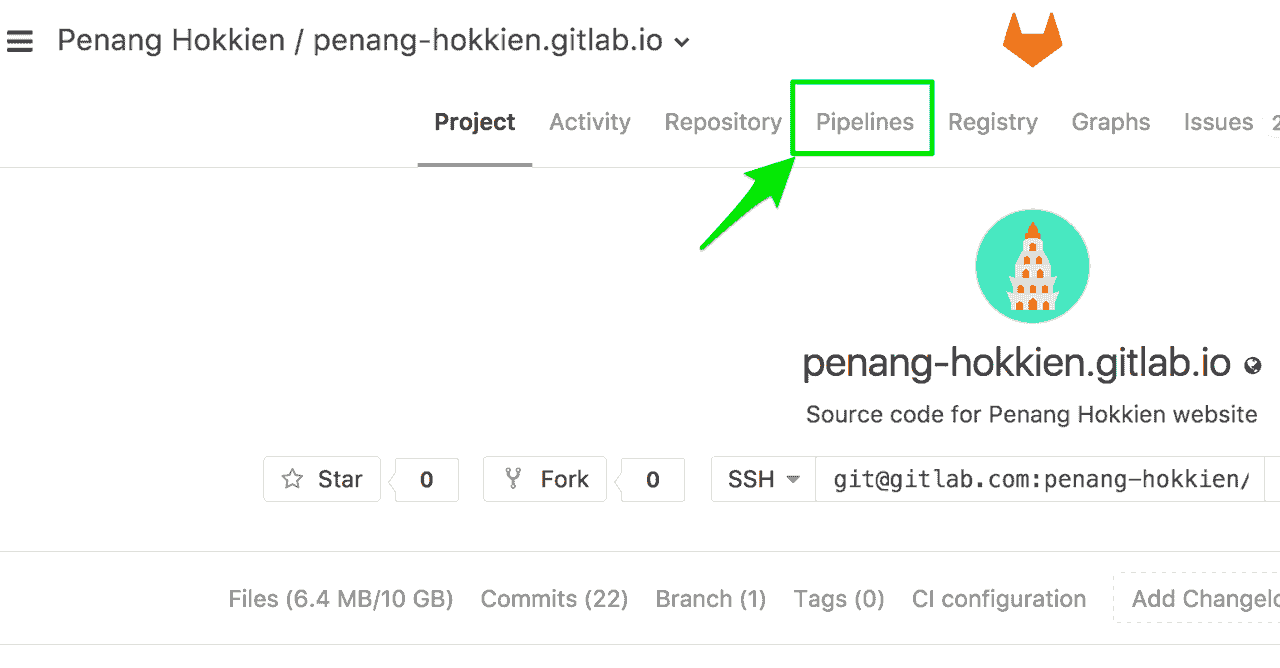 Penang Hokkien / penang-hokkien.gitlab.io
Project Activity Repository Pipelines Registry Graphs Issues 2
penang-hokkien.gitlab.io
Source code for Penang Hokkien website
Star 0 Fork 0 SSH git@gitlab.com:penang-hokkien/
Files (6.4 MB/10 GB) Commits (22) Branch (1) Tags (0) CI configuration Add Changelo